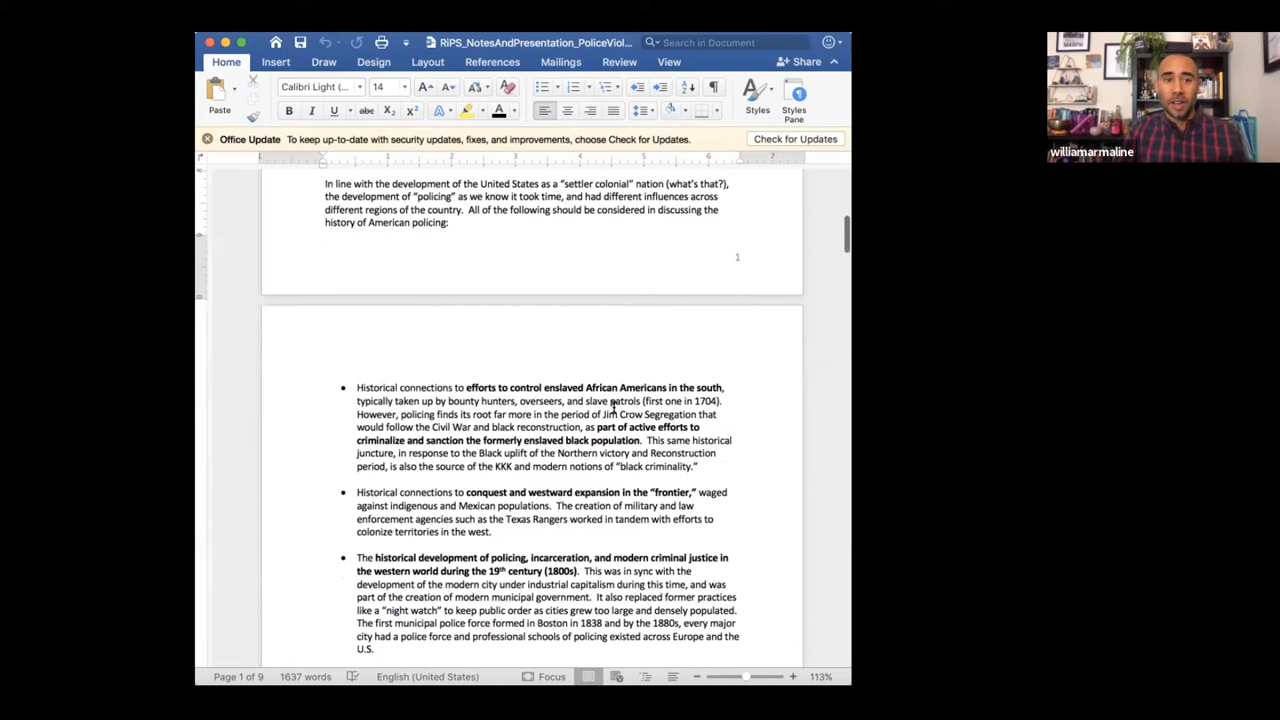 RiPS_NotesAndPresentation_PoliceViol...
Search in Document
Home
Insert
Draw
Design
Layout
References
Mailings
Review
View
Share
Paste
Calibri Light (...
14
B I U abc X₂ X²
Styles
Styles
Pane
Office Update To keep up-to-date with security updates, fixes, and improvements, choose Check for Updates.
Check for Updates
1
1
2
3
4
5
6
7
In line with the development of the United States as a “settler colonial” nation (what’s that?),
the development of “policing” as we know it took time, and had different influences across
different regions of the country. All of the following should be considered in discussing the
history of American policing:
1
• Historical connections to efforts to control enslaved African Americans in the south,
typically taken up by bounty hunters, overseers, and slave patrols (first one in 1704).
However, policing finds its root far more in the period of Jim Crow Segregation that
would follow the Civil War and black reconstruction, as part of active efforts to
criminalize and sanction the formerly enslaved black population. This same historical
juncture, in response to the Black uplift of the Northern victory and Reconstruction
period, is also the source of the KKK and modern notions of “black criminality.”
• Historical connections to conquest and westward expansion in the “frontier,” waged
against indigenous and Mexican populations. The creation of military and law
enforcement agencies such as the Texas Rangers worked in tandem with efforts to
colonize territories in the west.
• The historical development of policing, incarceration, and modern criminal justice in
the western world during the 19th century (1800s). This was in sync with the
development of the modern city under industrial capitalism during this time, and was
part of the creation of modern municipal government. It also replaced former practices
like a “night watch” to keep public order as cities grew too large and densely populated.
The first municipal police force formed in Boston in 1838 and by the 1880s, every major
city had a police force and professional schools of policing existed across Europe and the
U.S.
Page 1 of 9
1637 words
English (United States)
Focus
113%
williamarmaline